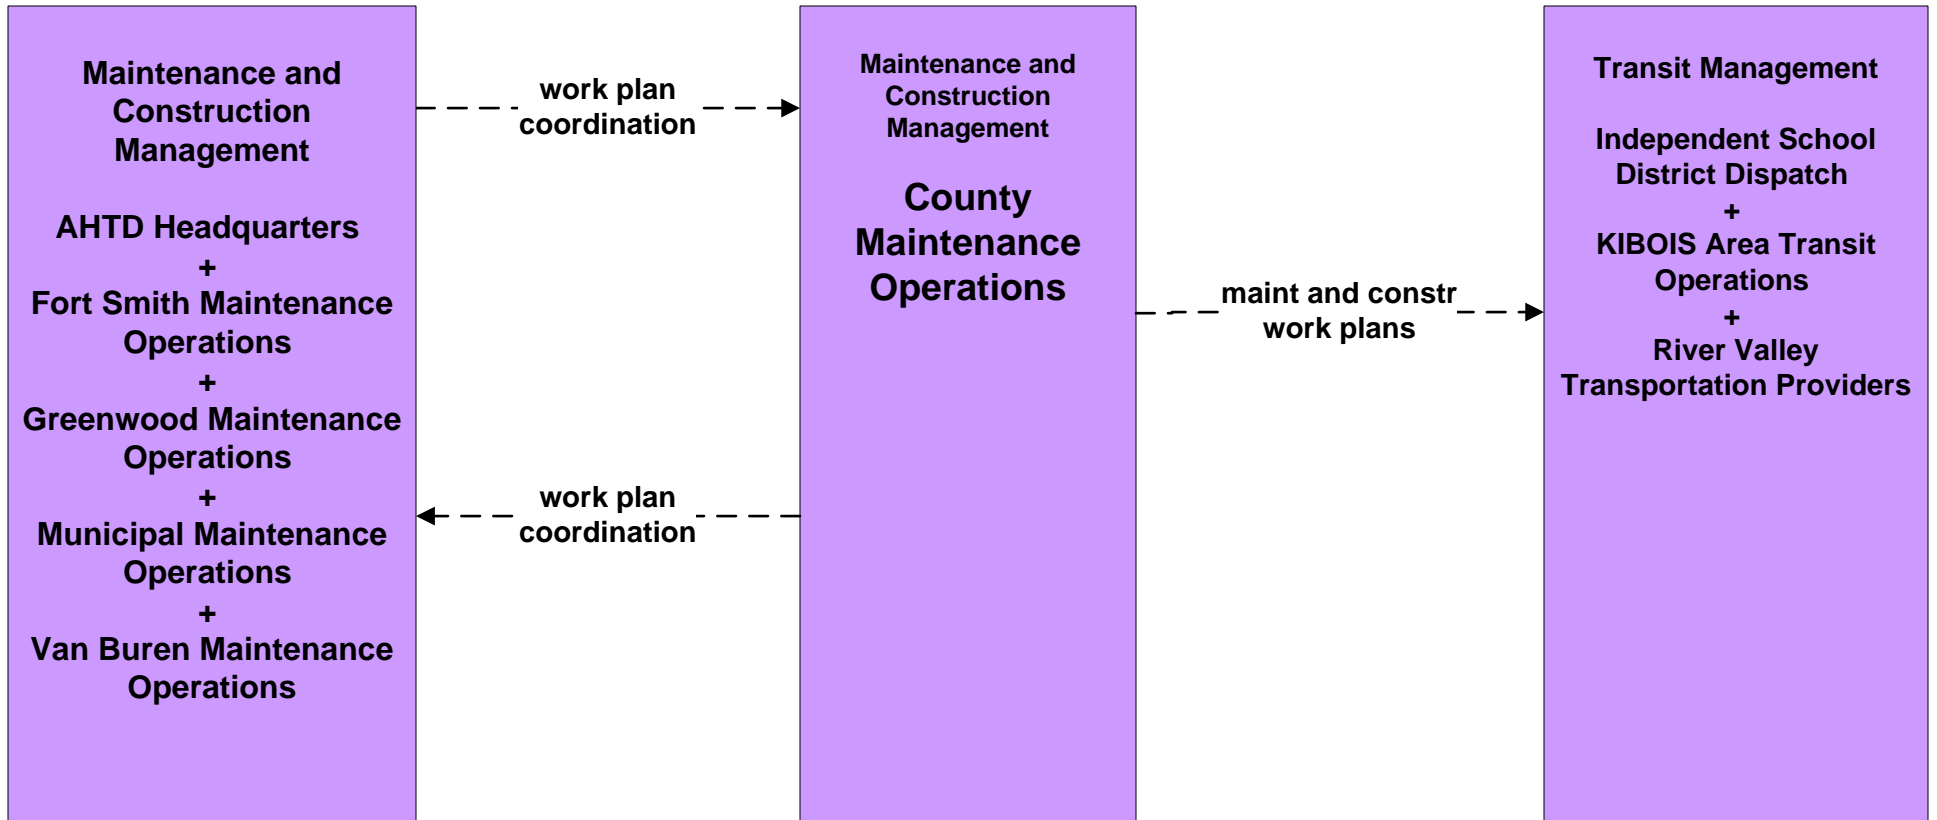 Maintenance and
Construction
Management
AHTD Headquarters
+
Fort Smith Maintenance
Operations
+
Greenwood Maintenance
Operations
+
Municipal Maintenance
Operations
+
Van Buren Maintenance
Operations
work plan
coordination
work plan
coordination
Maintenance and
Construction
Management
County
Maintenance
Operations
maint and constr
work plans
Transit Management
Independent School
District Dispatch
+
KIBOIS Area Transit
Operations
+
River Valley
Transportation Providers